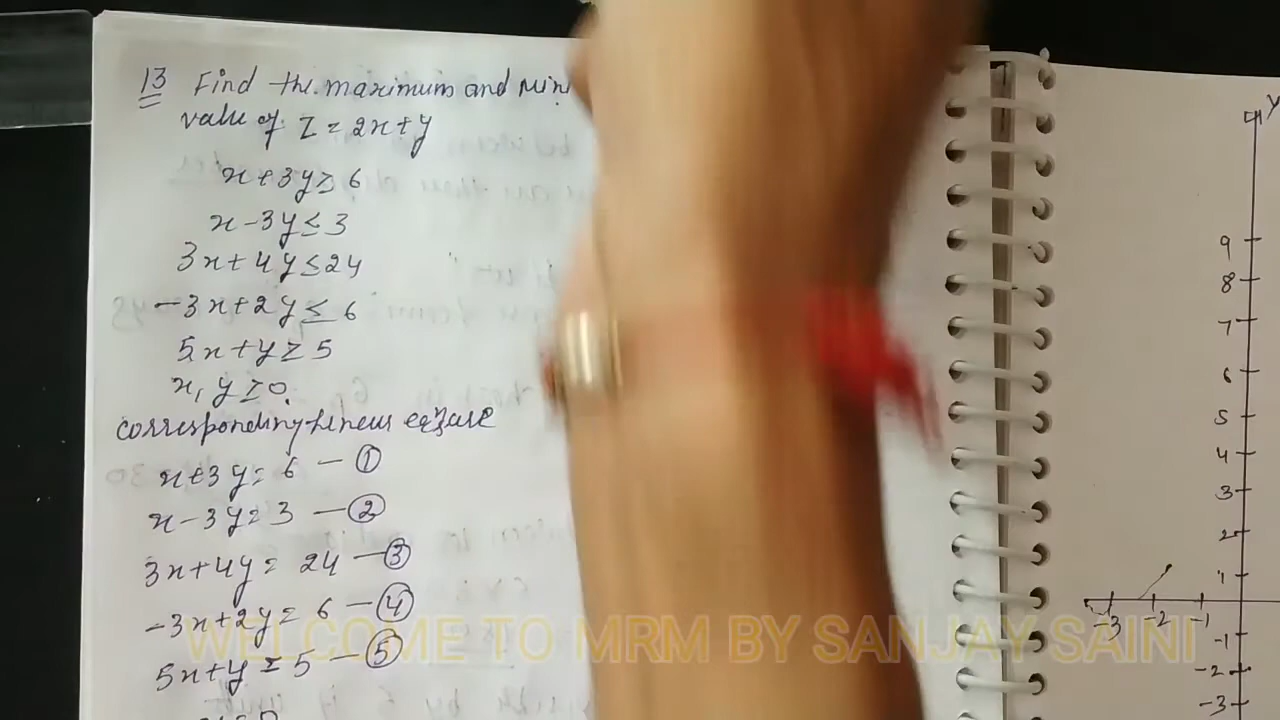 13 Find the maximum and mini
value of Z = 2x+y
x+3y≥6
x-3y≤3
3x+4y≤24
-3x+2y≤6
5x+y≥5
x,y≥0.
corresponding linear eqn are
x+3y=6 — ①
x-3y=3 — ②
3x+4y=24 — ③
-3x+2y=6 — ④
5x+y=5 — ⑤
WELCOME TO MRM BY SANJAY SAINI
y
9
8
7
6
5
4
3
2
1
-3 -2 -1
-1
-2
-3